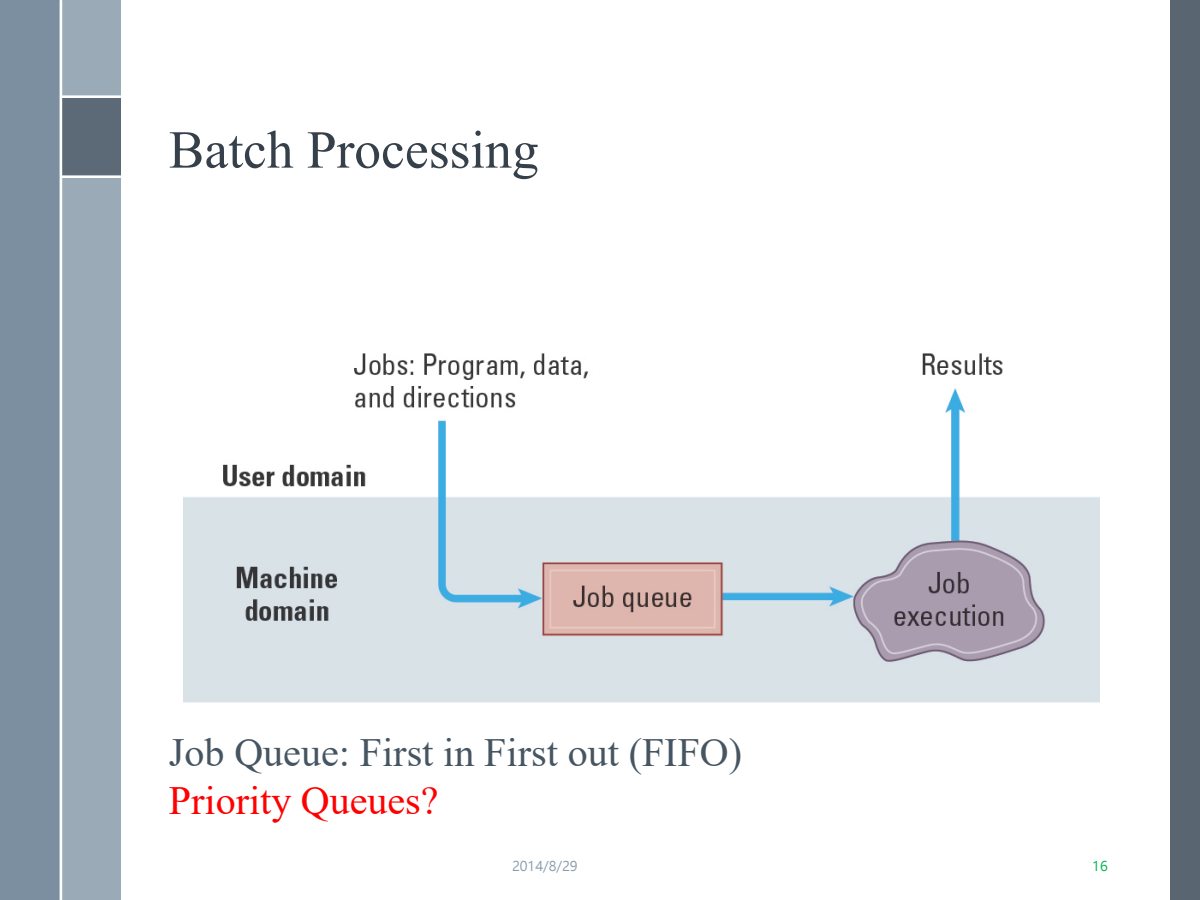 Batch Processing
Jobs: Program, data,
and directions
Results
User domain
Machine
domain
Job queue
Job
execution
Job Queue: First in First out (FIFO)
Priority Queues?
2014/8/29
16